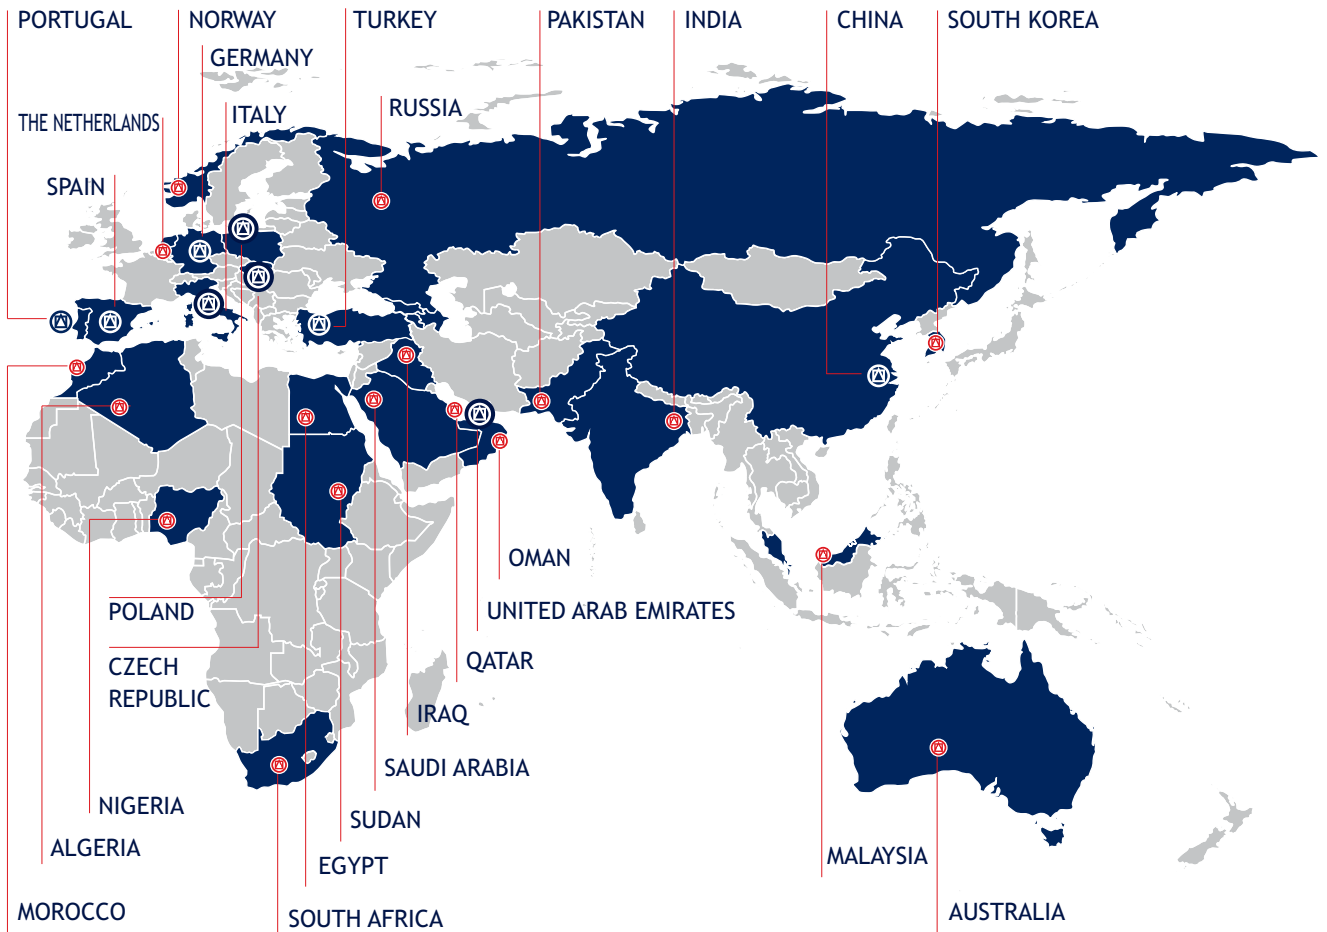 PORTUGAL
NORWAY
TURKEY
PAKISTAN
INDIA
CHINA
SOUTH KOREA
GERMANY
RUSSIA
ITALY
THE NETHERLANDS
SPAIN
OMAN
POLAND
UNITED ARAB EMIRATES
CZECH
REPUBLIC
QATAR
IRAQ
SAUDI ARABIA
NIGERIA
SUDAN
ALGERIA
EGYPT
MALAYSIA
MOROCCO
SOUTH AFRICA
AUSTRALIA